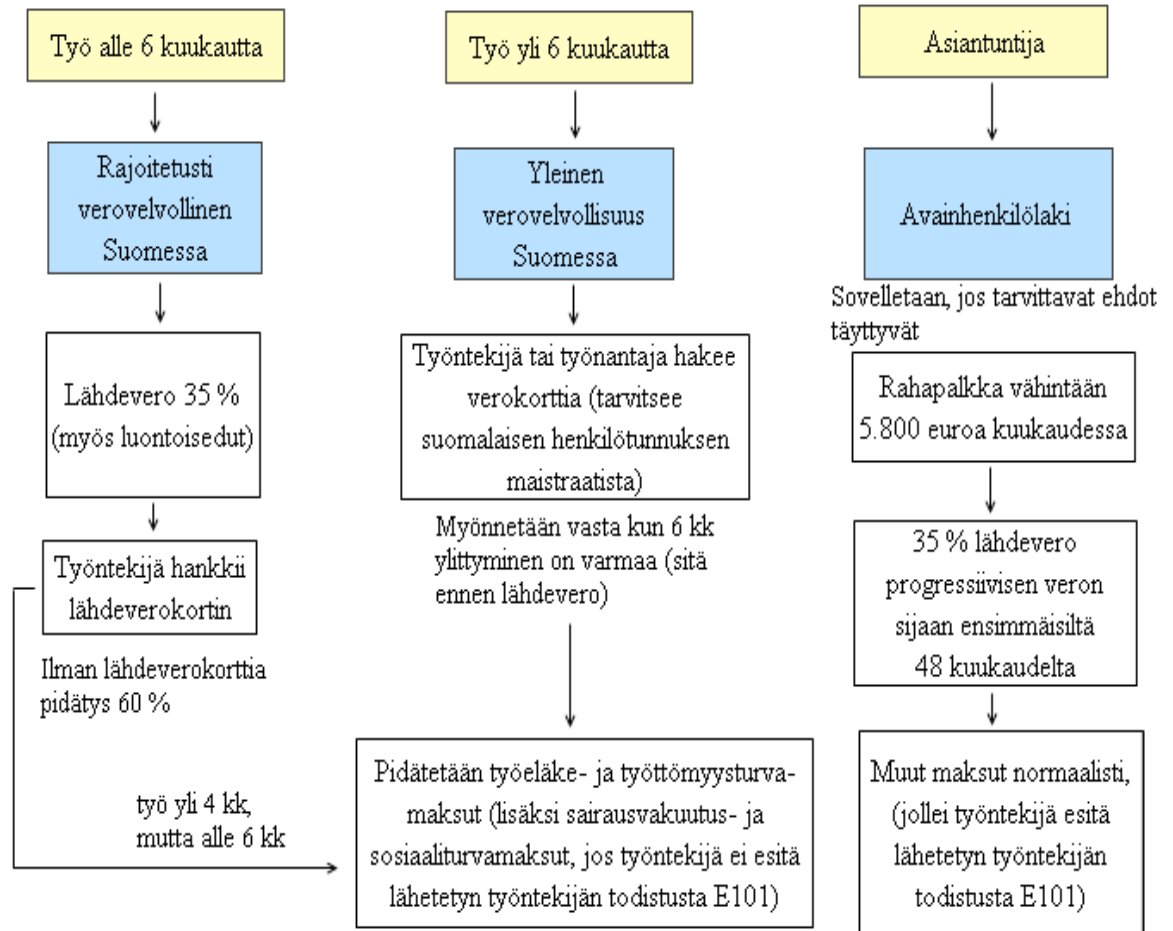 Työ alle 6 kuukautta
Rajoitetusti
verovelvollinen
Suomessa
Lähdevero 35 %
(myös luontoisedut)
Työntekijä hankkii
lähdeverokortin
Ilman lähdeverokorttia
pidätys 60 %
työ yli 4 kk,
mutta alle 6 kk
Työ yli 6 kuukautta
Yleinen
verovelvollisuus
Suomessa
Työntekijä tai työnantaja hakee
verokorttia (tarvitsee
suomalaisen henkilötunnuksen
maistraatista)
Myönnetään vasta kun 6 kk
ylittyminen on varmaa (sitä
ennen lähdevero)
Pidätetään työeläke- ja työttömyysturva-
maksut (lisäksi sairausvakuutus- ja
sosiaaliturvamaksut, jos työntekijä ei esitä
lähetetyn työntekijän todistusta E101)
Asiantuntija
Avainhenkilölaki
Sovelletaan, jos tarvittavat ehdot
täyttyvät
Rahapalkka vähintään
5.800 euroa kuukaudessa
35 % lähdevero
progressiivisen veron
sijaan ensimmäisiltä
48 kuukaudelta
Muut maksut normaalisti,
(jollei työntekijä esitä
lähetetyn työntekijän
todistusta E101)